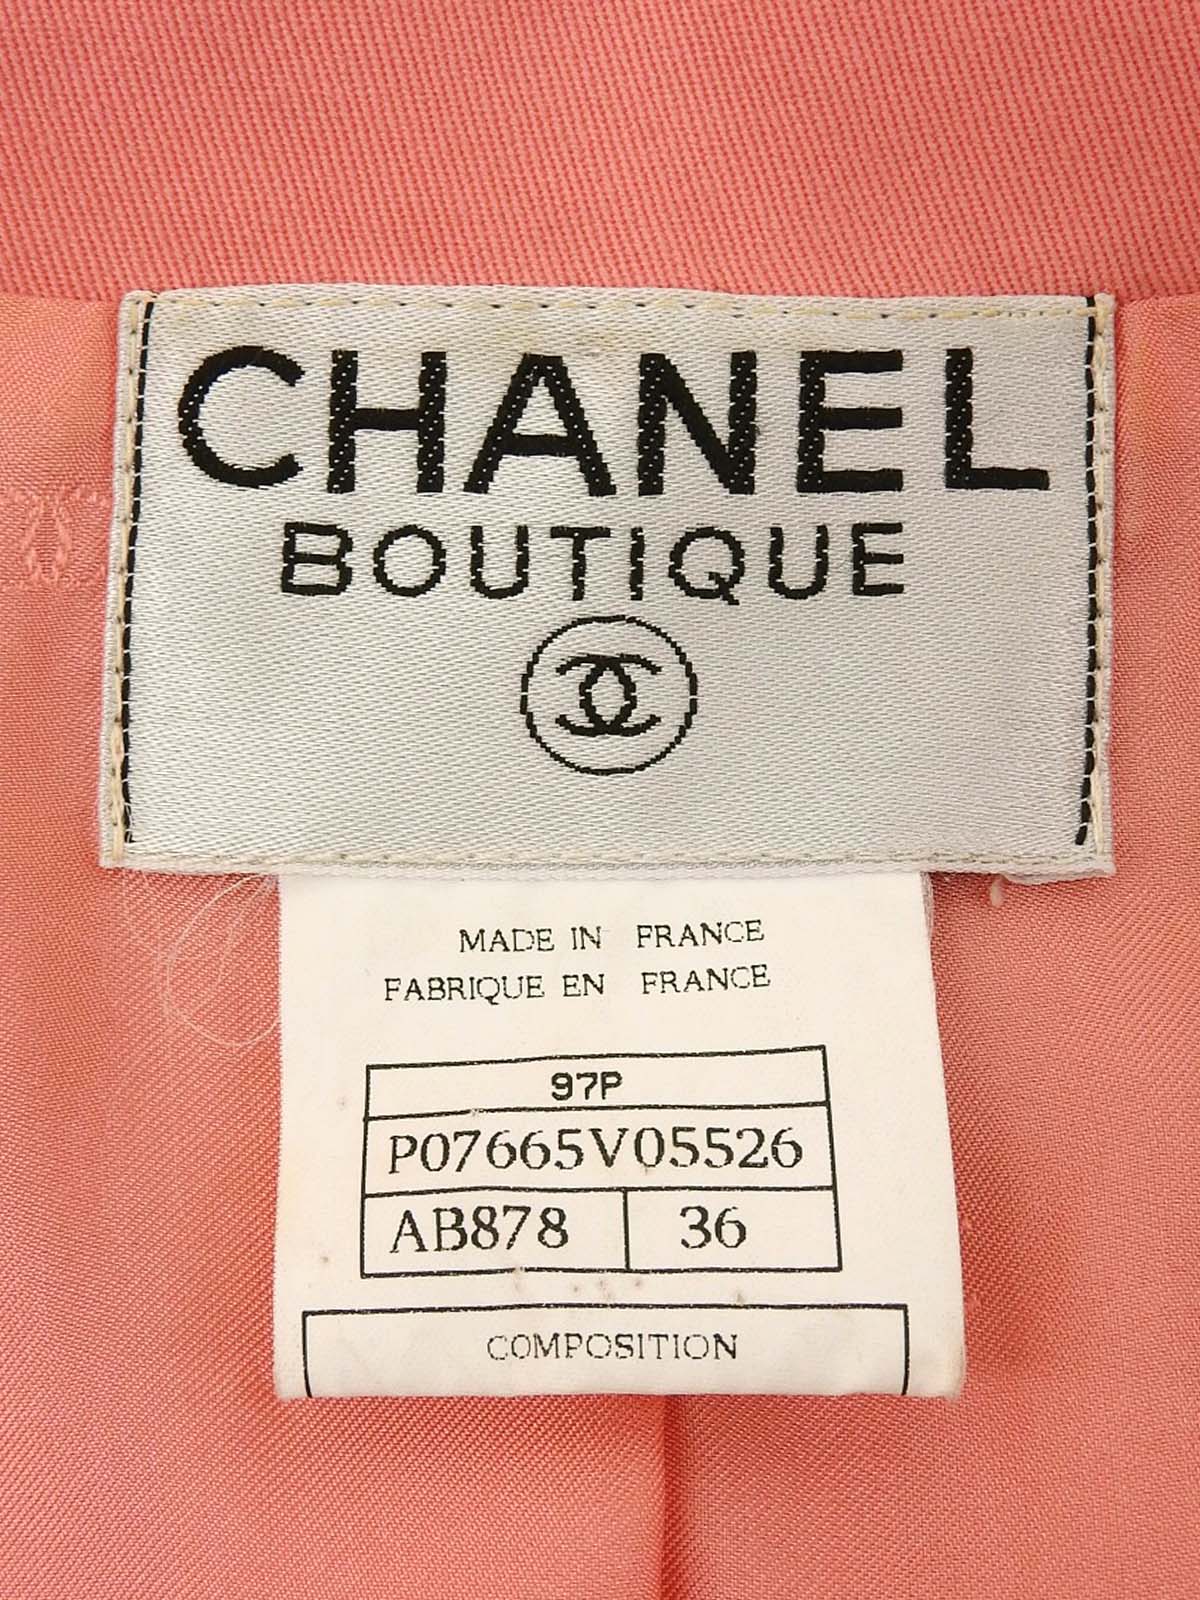 CHANEL
BOUTIQUE
MADE IN FRANCE
FABRIQUE EN FRANCE
97P
P07665V05526
AB878 36
COMPOSITION